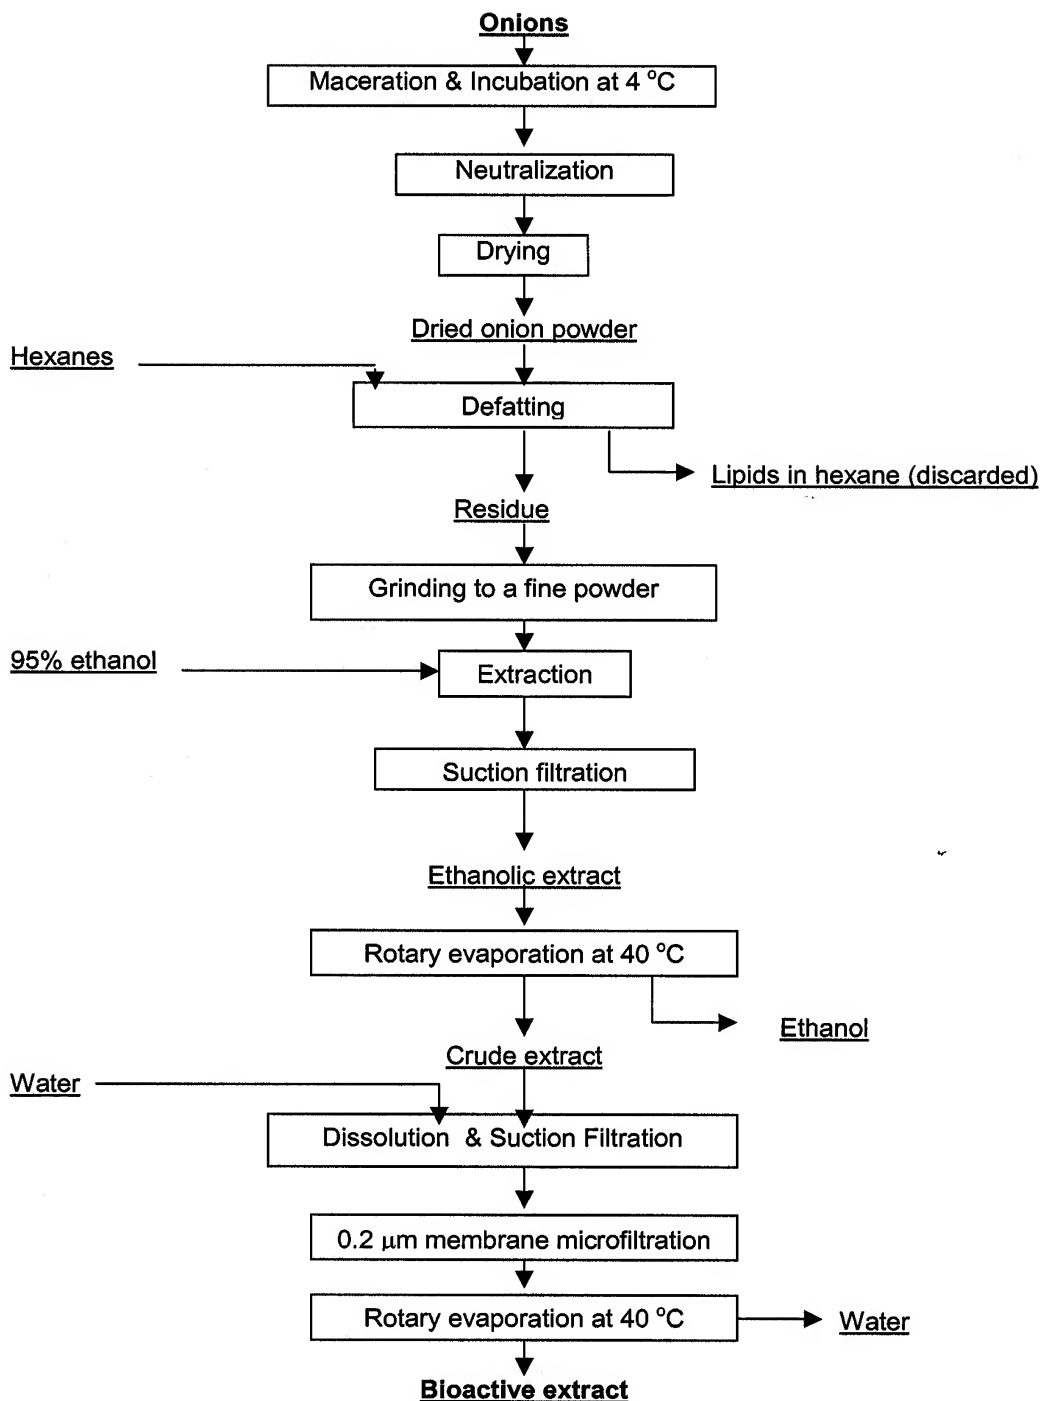 Onions
Maceration & Incubation at 4 °C
Neutralization
Drying
Dried onion powder
Hexanes
Defatting
Lipids in hexane (discarded)
Residue
Grinding to a fine powder
95% ethanol
Extraction
Suction filtration
Ethanolic extract
Rotary evaporation at 40 °C
Ethanol
Crude extract
Water
Dissolution & Suction Filtration
0.2 μm membrane microfiltration
Rotary evaporation at 40 °C
Water
Bioactive extract